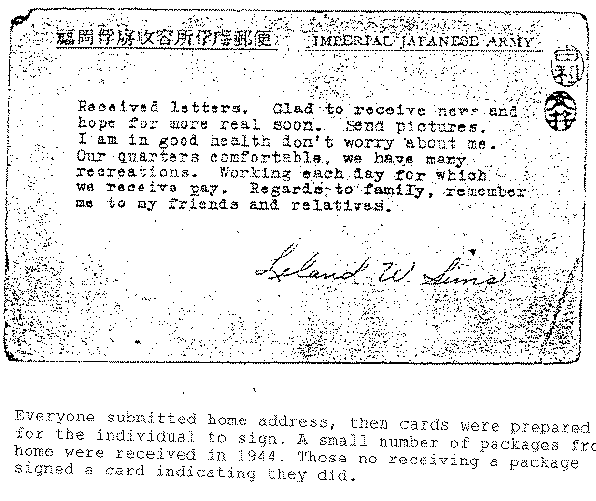 福岡俘虜收容所俘虜郵便
IMPERIAL JAPANESE ARMY
Received letters. Glad to receive news and
hope for more real soon. Send pictures.
I am in good health don't worry about me.
Our quarters comfortable, we have many
recreations. Working each day for which
we receive pay. Regards to family, remember
me to my friends and relatives.
Leland W Sims
Everyone submitted home address, then cards were prepared
for the individual to sign. A small number of packages fro
home were received in 1944. Those no receiving a package
signed a card indicating they did.